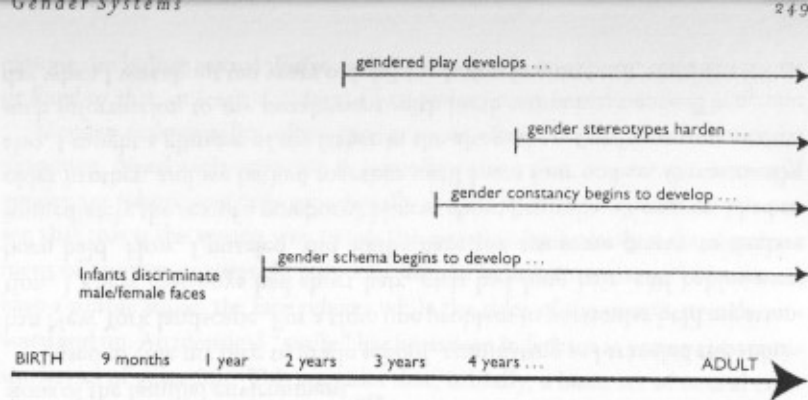 Gender Systems
249
gendered play develops ...
gender stereotypes harden ...
gender constancy begins to develop ...
gender schema begins to develop ...
Infants discriminate
male/female faces
BIRTH 9 months 1 year 2 years 3 years 4 years ... ADULT